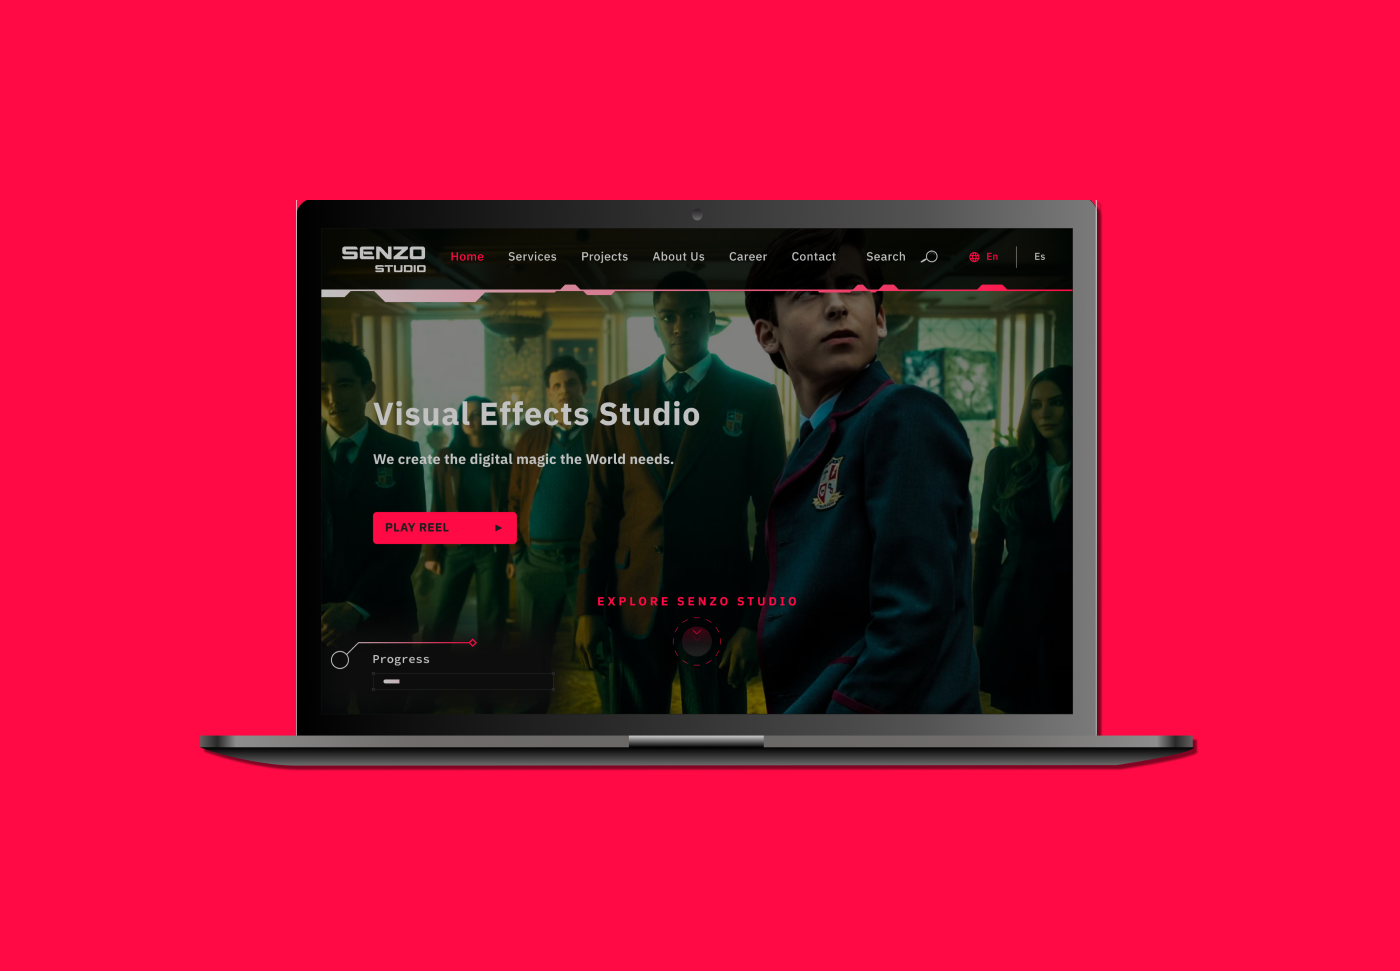 SENZO
STUDIO
Home Services Projects About Us Career Contact Search En Es
Visual Effects Studio
We create the digital magic the World needs.
PLAY REEL
EXPLORE SENZO STUDIO
Progress